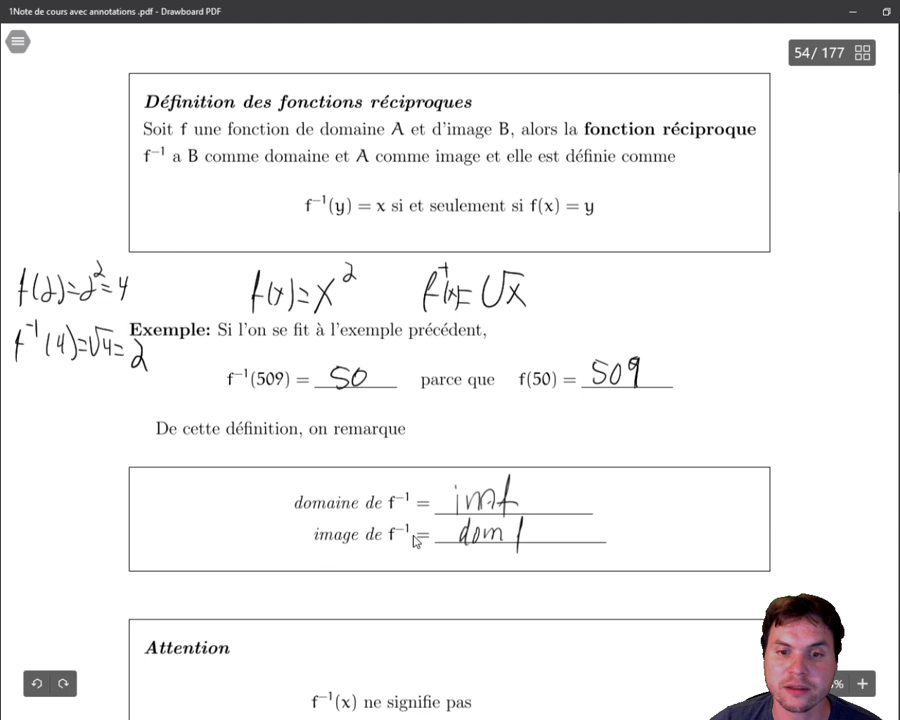 1Note de cours avec annotations .pdf - Drawboard PDF
54 / 177
Définition des fonctions réciproques
Soit f une fonction de domaine A et d'image B, alors la fonction réciproque
f⁻¹ a B comme domaine et A comme image et elle est définie comme
f⁻¹(y) = x si et seulement si f(x) = y
f(2)=2²=4
f(x)=x² f⁻¹(x)=√x
f⁻¹(4)=√4=2
Exemple: Si l'on se fit à l'exemple précédent,
f⁻¹(509) = 50 parce que f(50) = 509
De cette définition, on remarque
domaine de f⁻¹ = imf
image de f⁻¹ = dom f
Attention
f⁻¹(x) ne signifie pas
%